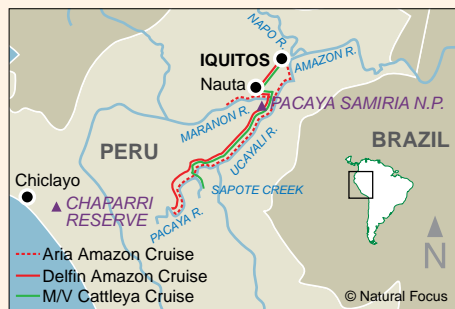 NAPO R.
IQUITOS
AMAZON R.
Nauta
PACAYA SAMIRIA N.P.
MARANON R.
UCAYALI R.
PERU
BRAZIL
Chiclayo
SAPOTE CREEK
CHAPARRI
RESERVE
PACAYA R.
N
Aria Amazon Cruise
Delfin Amazon Cruise
M/V Cattleya Cruise
© Natural Focus